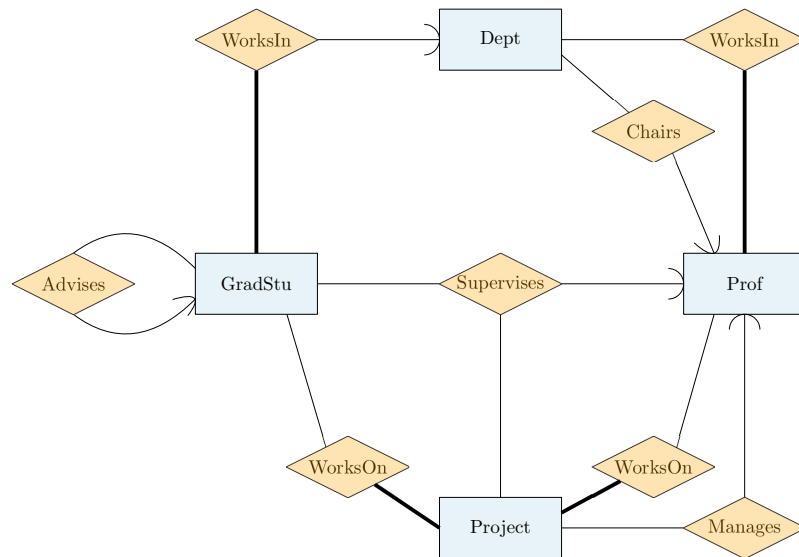 WorksIn
Dept
WorksIn
Chairs
Advises
GradStu
Supervises
Prof
WorksOn
WorksOn
Project
Manages